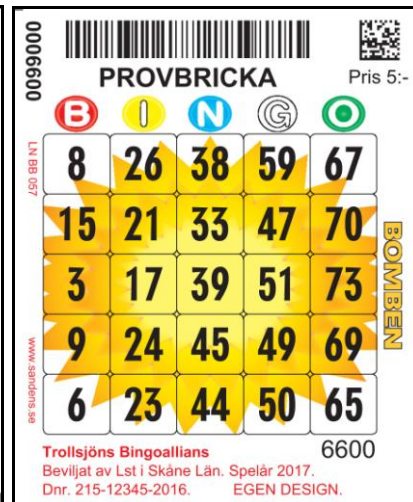 0006600
PROVBRICKA
Pris 5:-
B I N G O
LN BB 057
8 26 38 59 67
15 21 33 47 70
3 17 39 51 73
9 24 45 49 69
6 23 44 50 65
BOMBEN
www.sandens.se
Trollsjöns Bingoallians
6600
Beviljat av Lst i Skåne Län. Spelår 2017.
Dnr. 215-12345-2016. EGEN DESIGN.